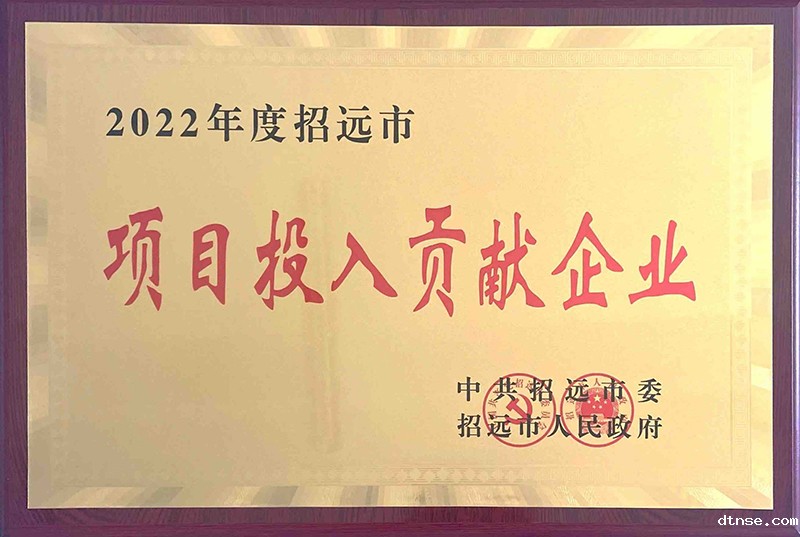 2022年度招远市
项目投入贡献企业
中共招远市委
招远市人民政府
dtnse.com